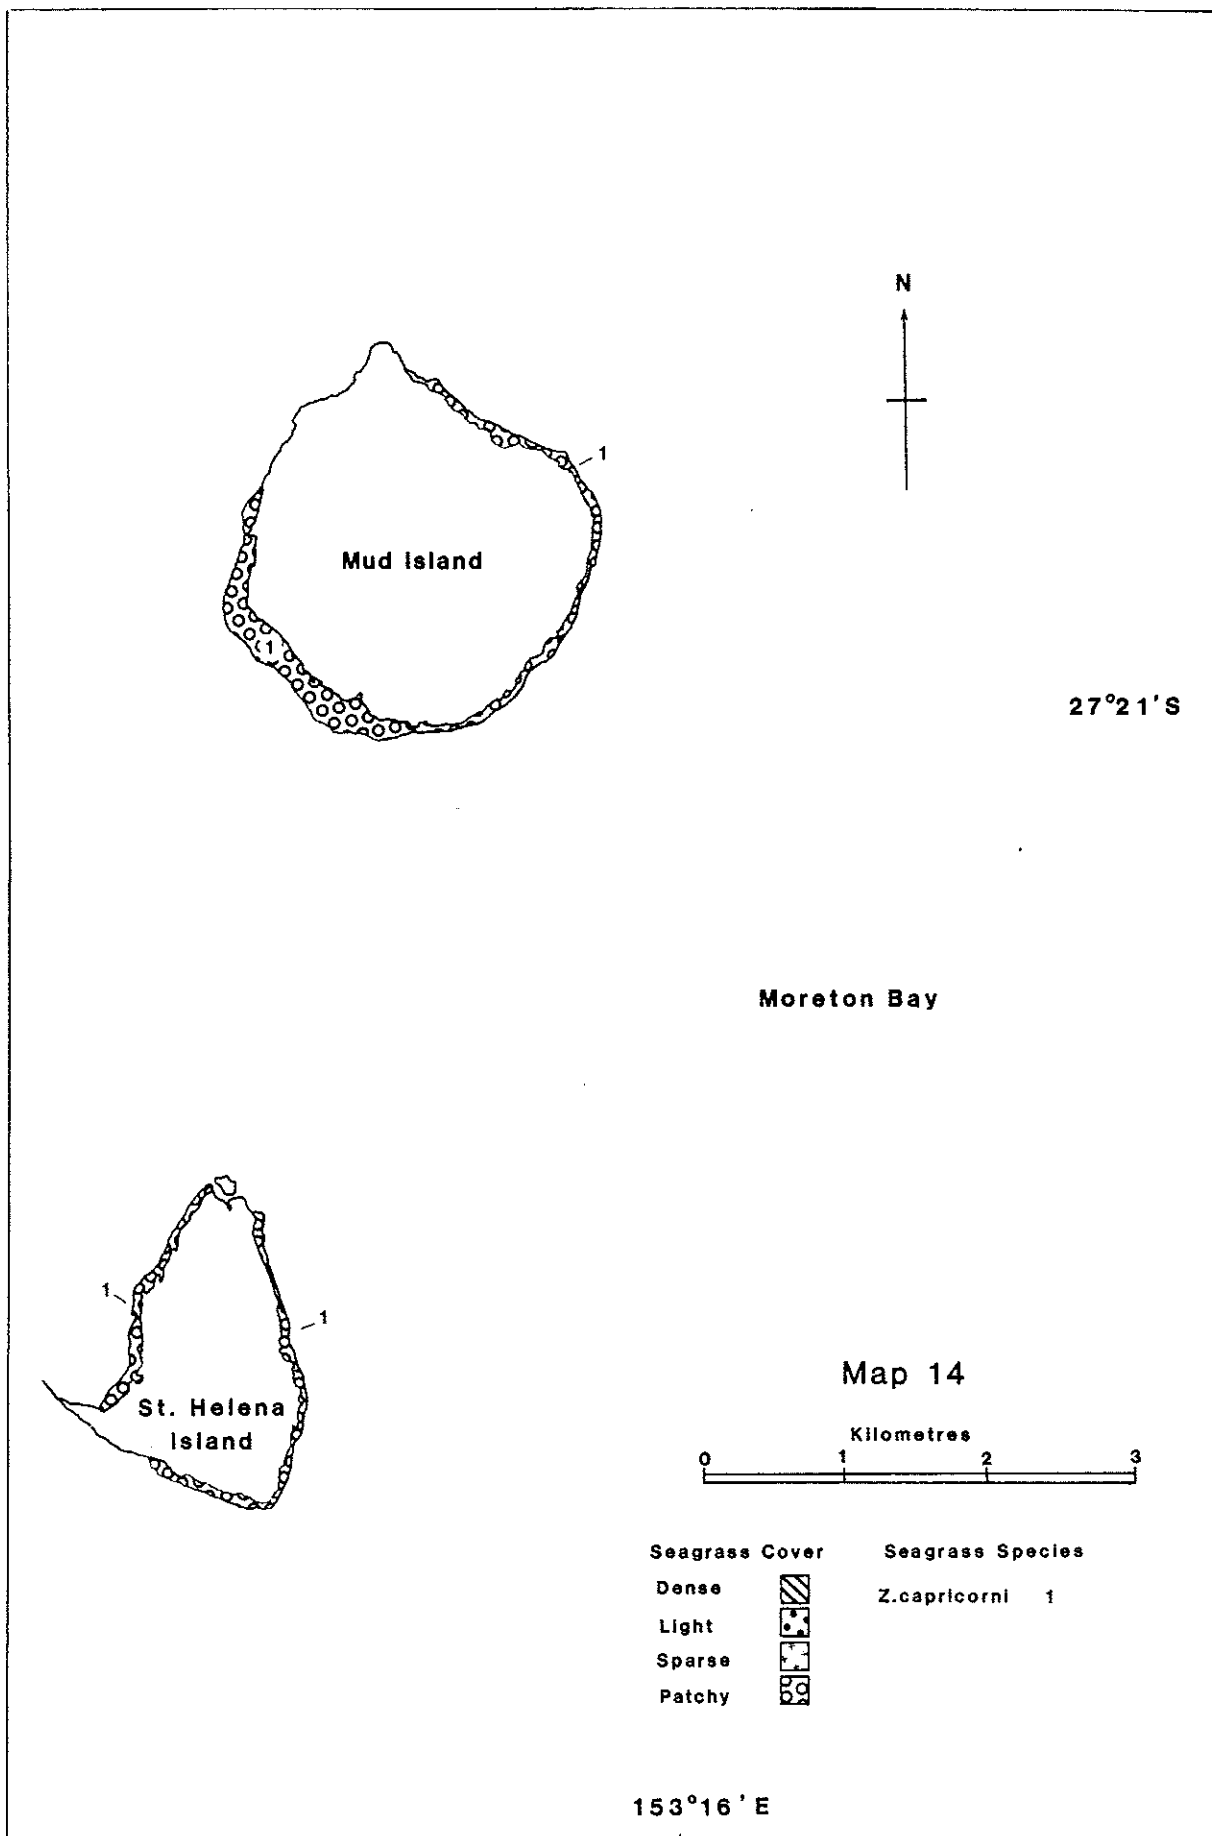 N
1
Mud Island
1
27°21'S
Moreton Bay
1
1
St. Helena
Island
Map 14
Kilometres
0 1 2 3
Seagrass Cover
Dense
Light
Sparse
Patchy
Seagrass Species
Z.capricorni 1
153°16'E